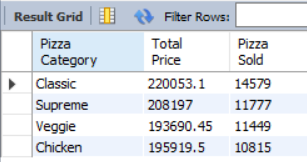 Result Grid Filter Rows:
Pizza Category Total Price Pizza Sold
Classic 220053.1 14579
Supreme 208197 11777
Veggie 193690.45 11449
Chicken 195919.5 10815